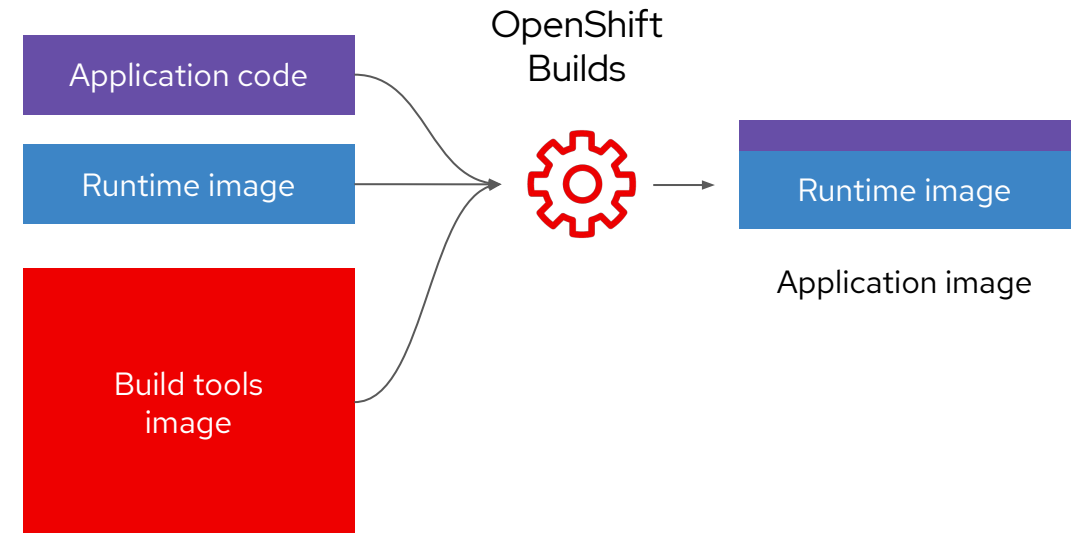 OpenShift
Builds
Application code
Runtime image
Build tools
image
Runtime image
Application image